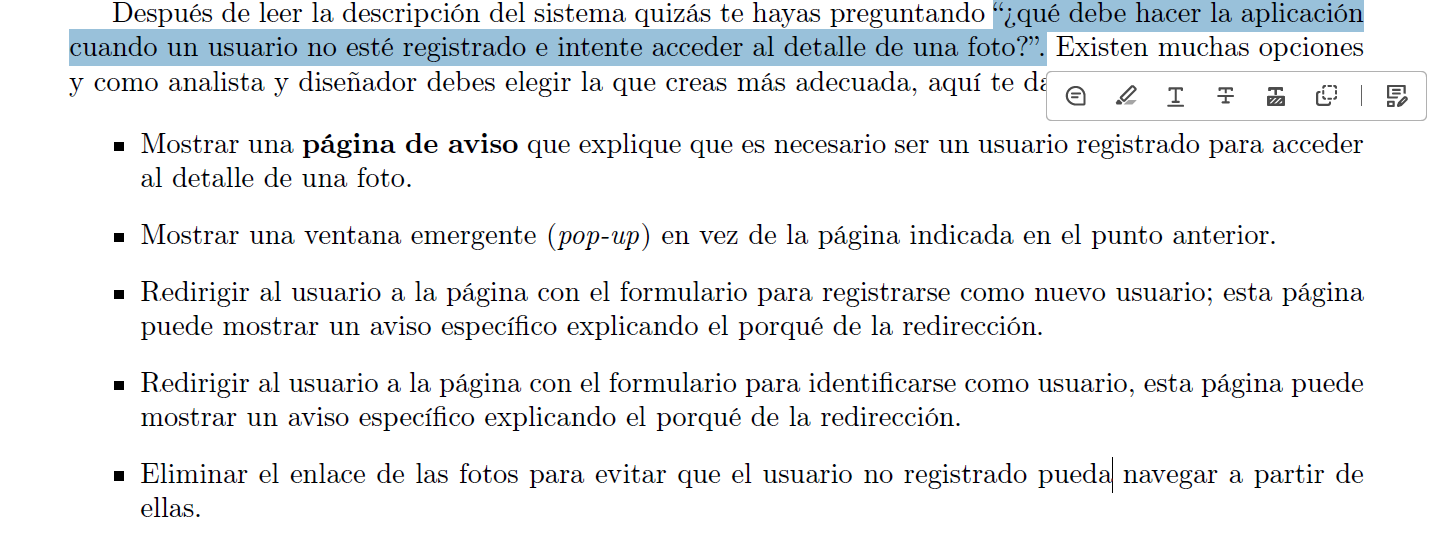 Después de leer la descripción del sistema quizás te hayas preguntando “¿qué debe hacer la aplicación
cuando un usuario no esté registrado e intente acceder al detalle de una foto?”. Existen muchas opciones
y como analista y diseñador debes elegir la que creas más adecuada, aquí te
Mostrar una página de aviso que explique que es necesario ser un usuario registrado para acceder
al detalle de una foto.
Mostrar una ventana emergente (pop-up) en vez de la página indicada en el punto anterior.
Redirigir al usuario a la página con el formulario para registrarse como nuevo usuario; esta página
puede mostrar un aviso específico explicando el porqué de la redirección.
Redirigir al usuario a la página con el formulario para identificarse como usuario, esta página puede
mostrar un aviso específico explicando el porqué de la redirección.
Eliminar el enlace de las fotos para evitar que el usuario no registrado pueda navegar a partir de
ellas.